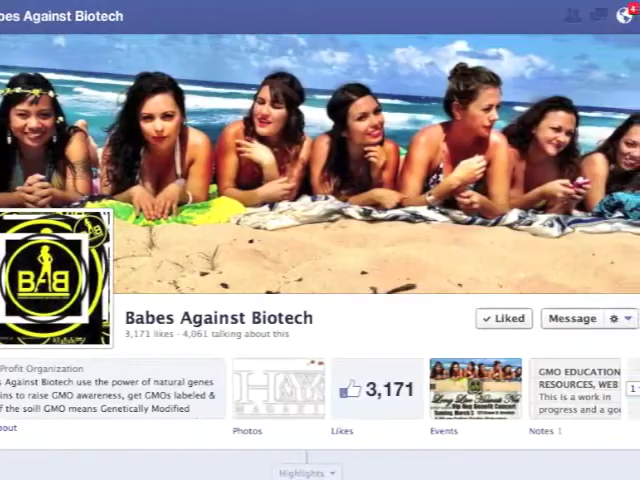 bes Against Biotech
4
BAB
Babes Against Biotech
3,171 likes · 4,061 talking about this
Liked
Message
Profit Organization
s Against Biotech use the power of natural genes
ins to raise GMO awareness, get GMOs labeled &
f the soil! GMO means Genetically Modified
out
Photos
3,171
Likes
Events
GMO EDUCATION
RESOURCES, WEB
This is a work in
progress and a goo
Notes 1
1
Highlights